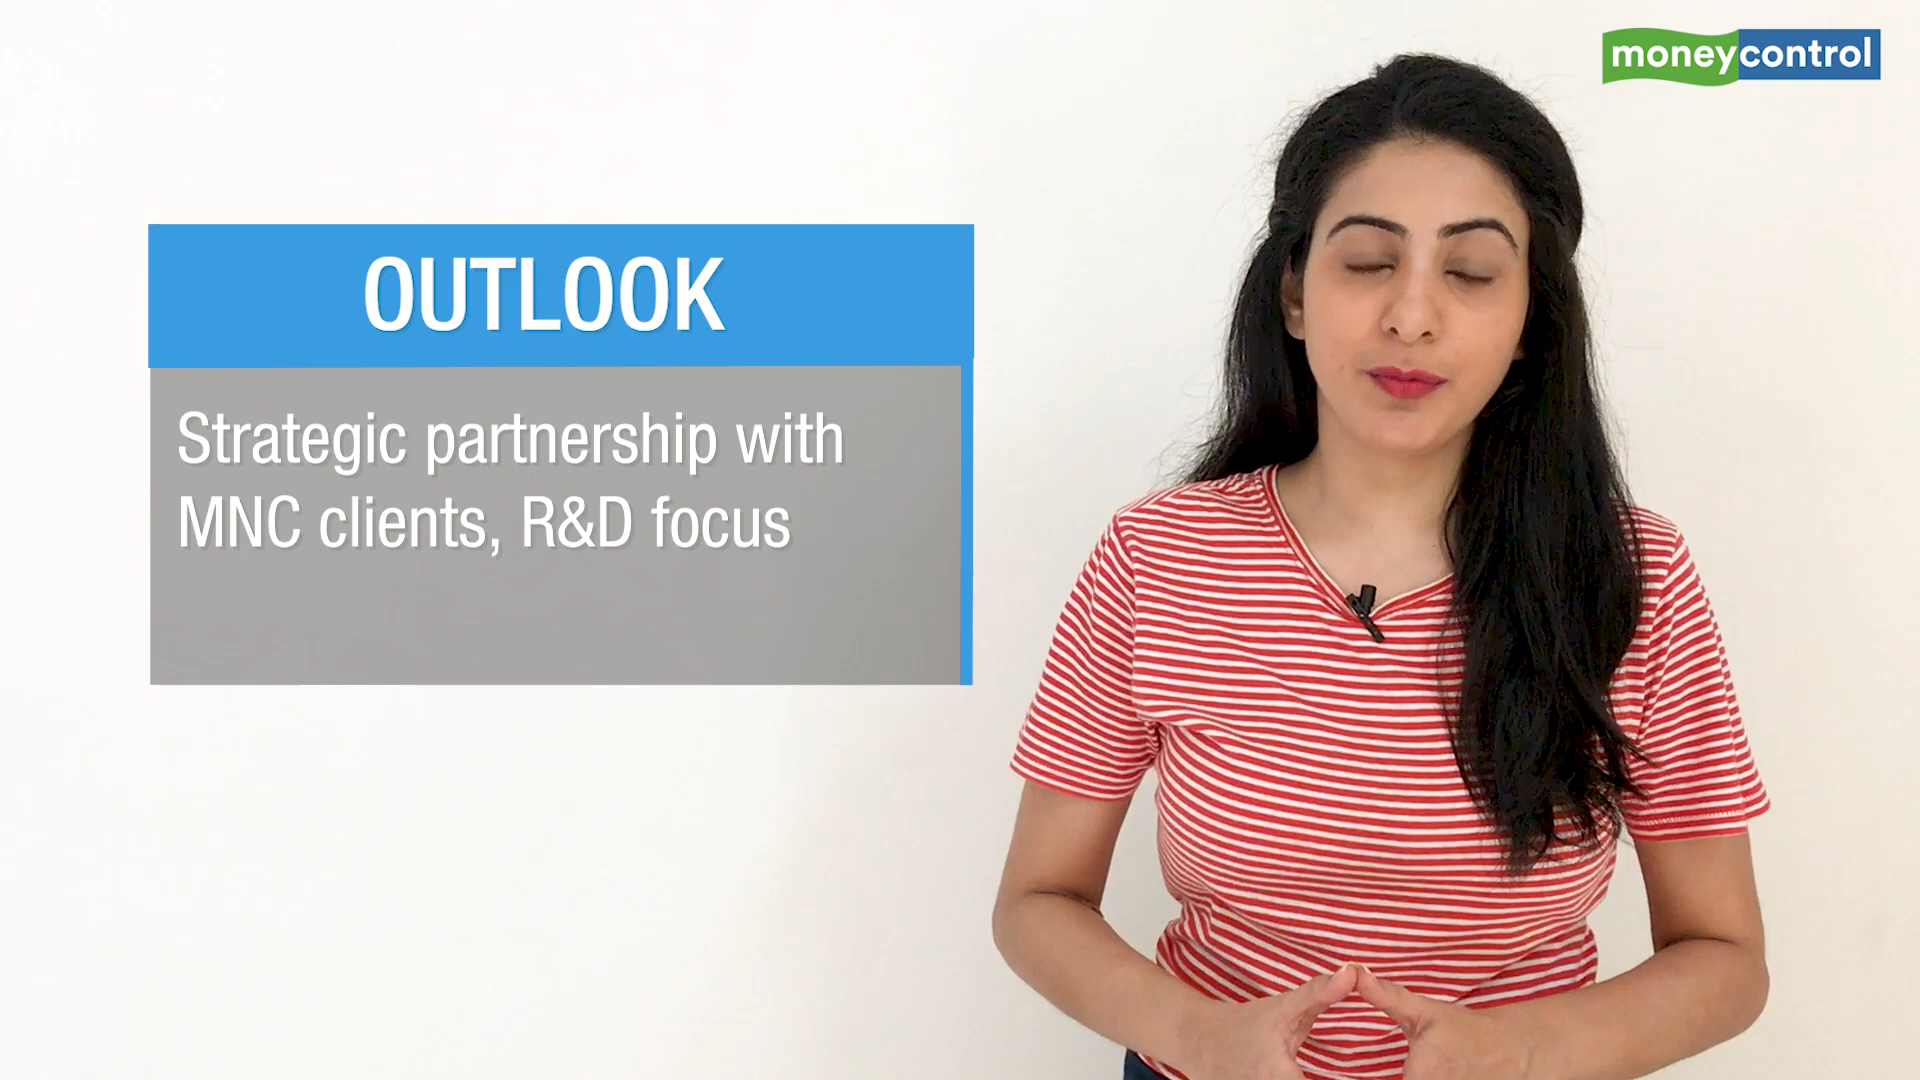 moneycontrol
OUTLOOK
Strategic partnership with
MNC clients, R&D focus